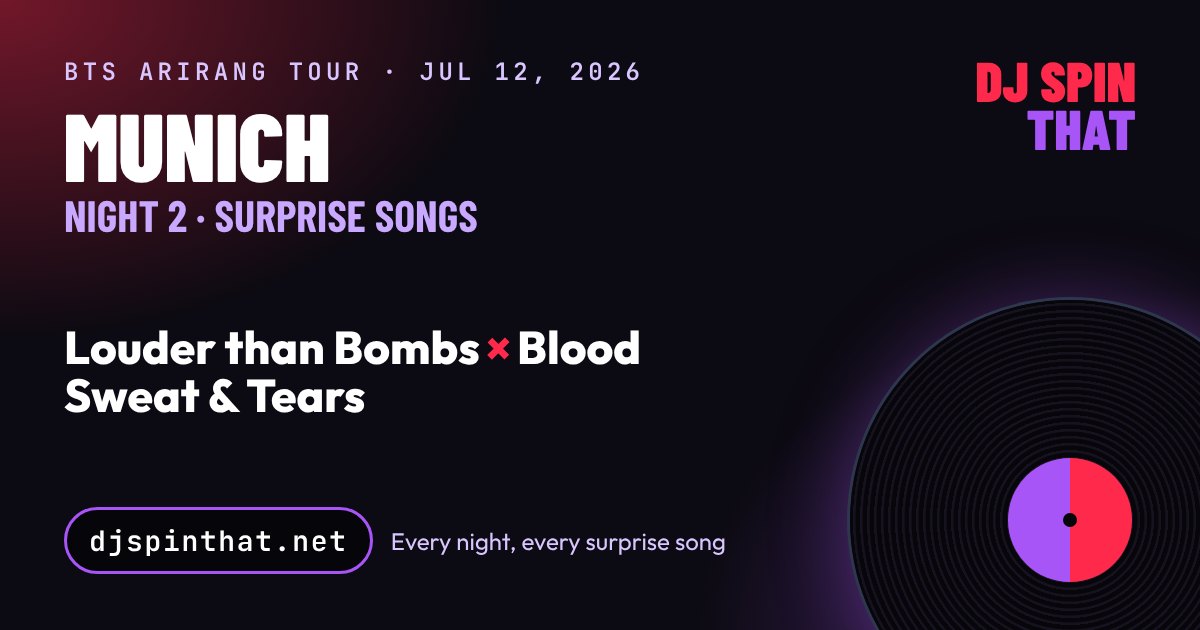 BTS ARIRANG TOUR · JUL 12, 2026
DJ SPIN
THAT
MUNICH
NIGHT 2 · SURPRISE SONGS
Louder than Bombs × Blood
Sweat & Tears
djspinthat.net
Every night, every surprise song